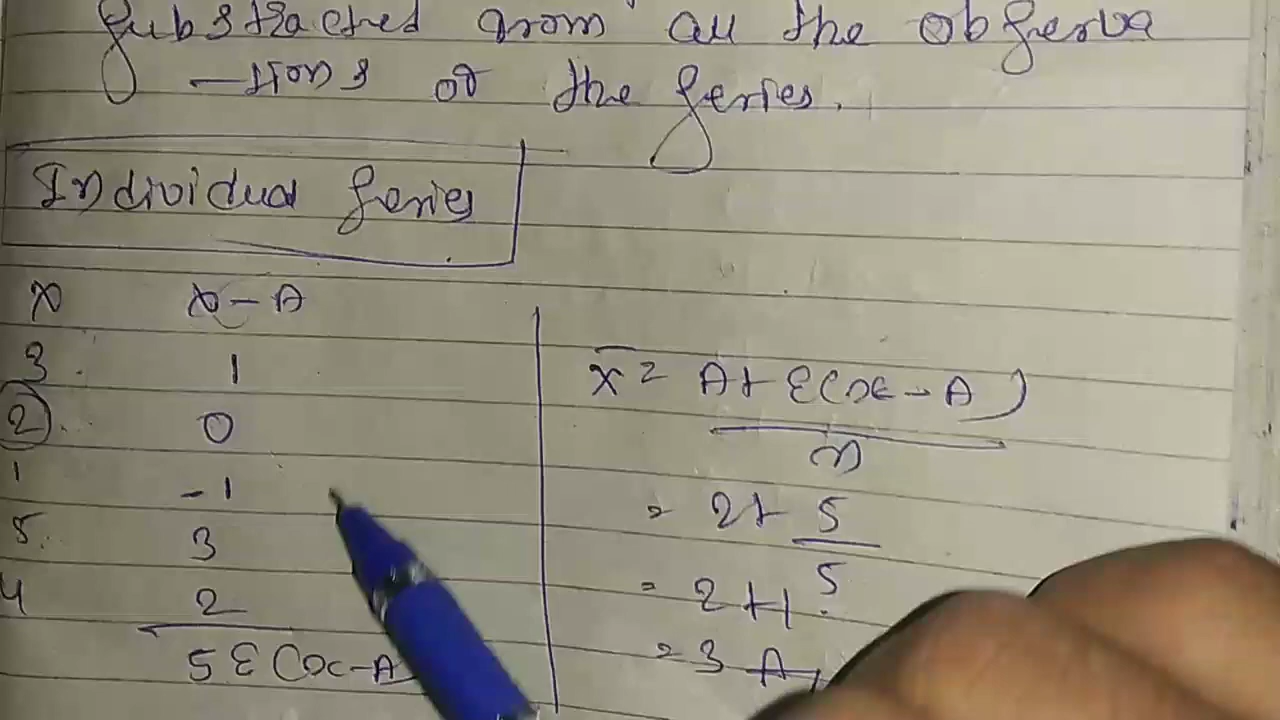 Substracted from all the observa
-tions of the series.
Individual Series
x x-A
3 1
2 0
1 -1
5 3
4 2
5 Σ(x-A
x̄ = A+ Σ(x-A)
n
= 2+ 5
5
= 2+1
= 3 A